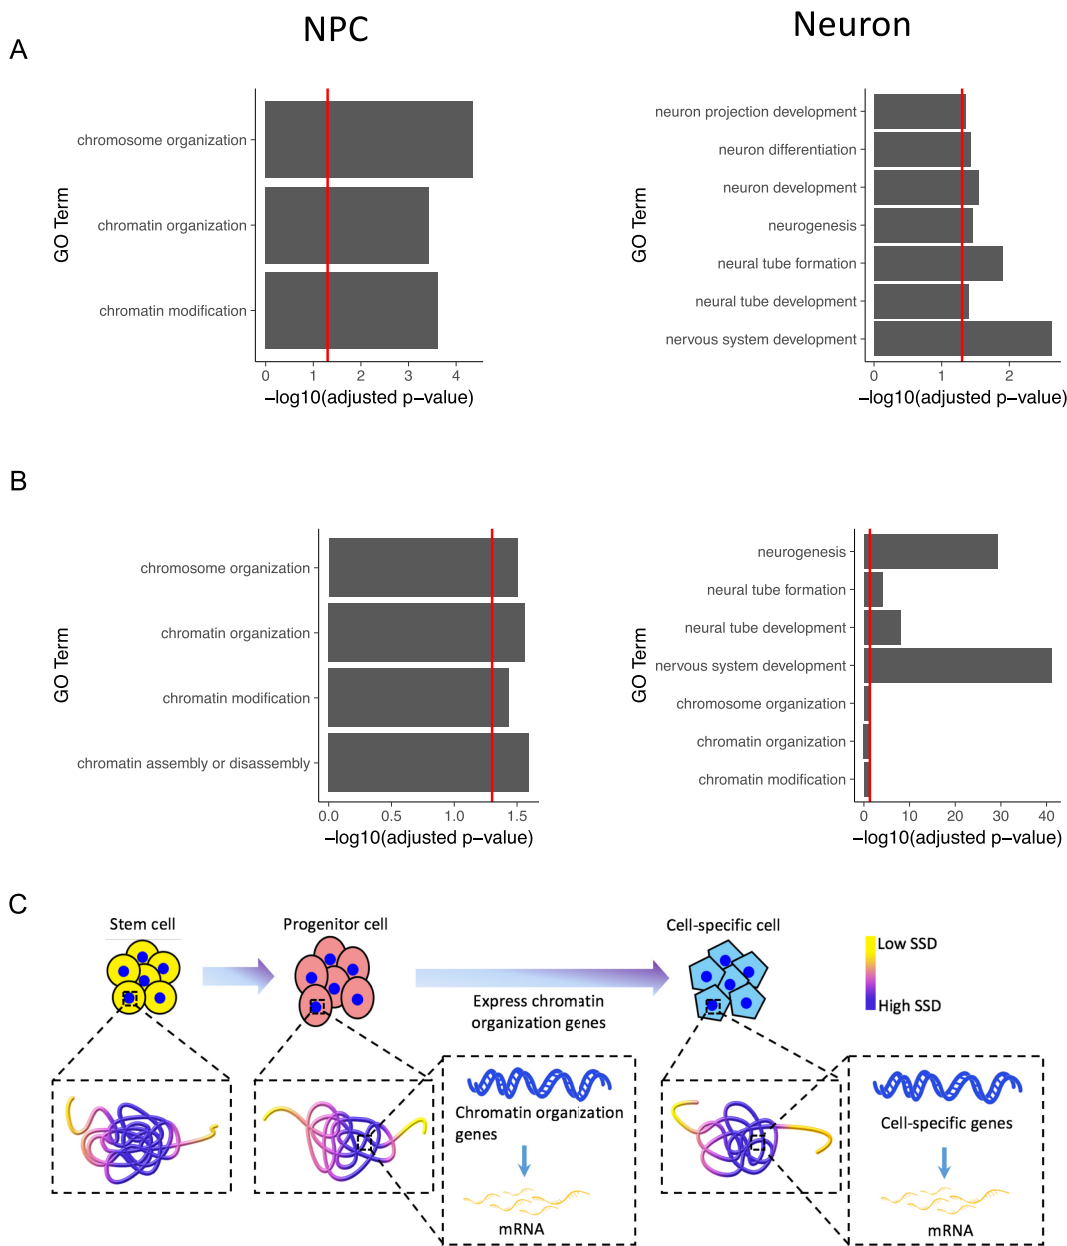 NPC
Neuron
A
chromosome organization
chromatin organization
chromatin modification
GO Term
0 1 2 3 4
−log10(adjusted p−value)
neuron projection development
neuron differentiation
neuron development
neurogenesis
neural tube formation
neural tube development
nervous system development
GO Term
0 1 2
−log10(adjusted p−value)
B
chromosome organization
chromatin organization
chromatin modification
chromatin assembly or disassembly
GO Term
0.0 0.5 1.0 1.5
−log10(adjusted p−value)
neurogenesis
neural tube formation
neural tube development
nervous system development
chromosome organization
chromatin organization
chromatin modification
GO Term
0 10 20 30 40
−log10(adjusted p−value)
C
Stem cell
Progenitor cell
Cell-specific cell
Express chromatin
organization genes
Low SSD
High SSD
Chromatin organization
genes
mRNA
Cell-specific genes
mRNA